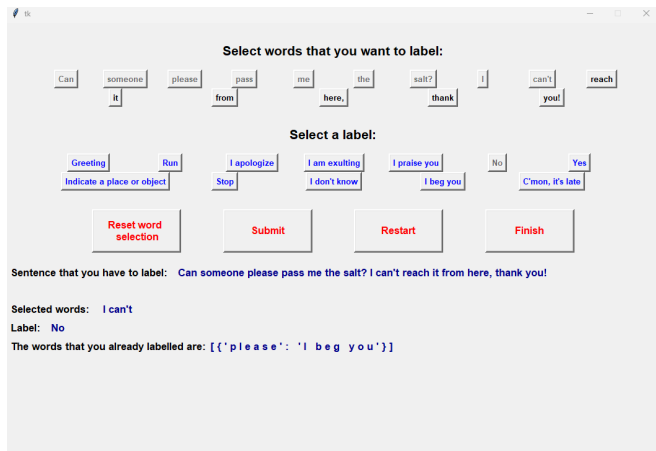 tk
Select words that you want to label:
Can someone please pass me the salt? I can't reach
it from here, thank you!
Select a label:
Greeting Run I apologize I am exulting I praise you No Yes
Indicate a place or object Stop I don't know I beg you C'mon, it's late
Reset word
selection Submit Restart Finish
Sentence that you have to label: Can someone please pass me the salt? I can't reach it from here, thank you!
Selected words: I can't
Label: No
The words that you already labelled are: [ { ' p l e a s e ' : ' I b e g y o u ' } ]